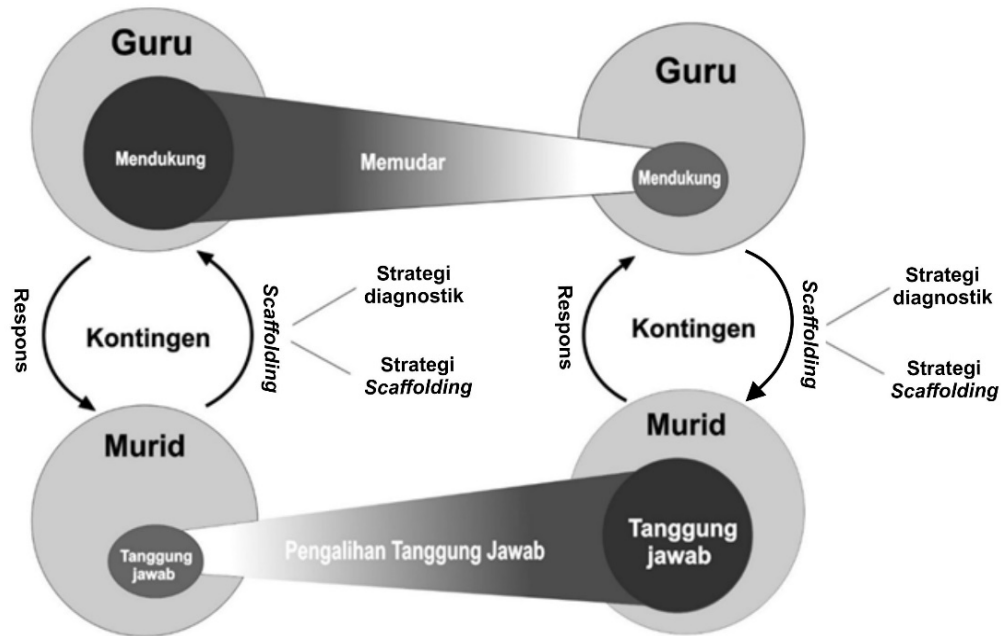 Guru
Guru
Mendukung
Memudar
Mendukung
Respons
Kontingen
Scaffolding
Strategi
diagnostik
Strategi
Scaffolding
Respons
Kontingen
Scaffolding
Strategi
diagnostik
Strategi
Scaffolding
Murid
Murid
Tanggung
jawab
Pengalihan Tanggung Jawab
Tanggung
jawab